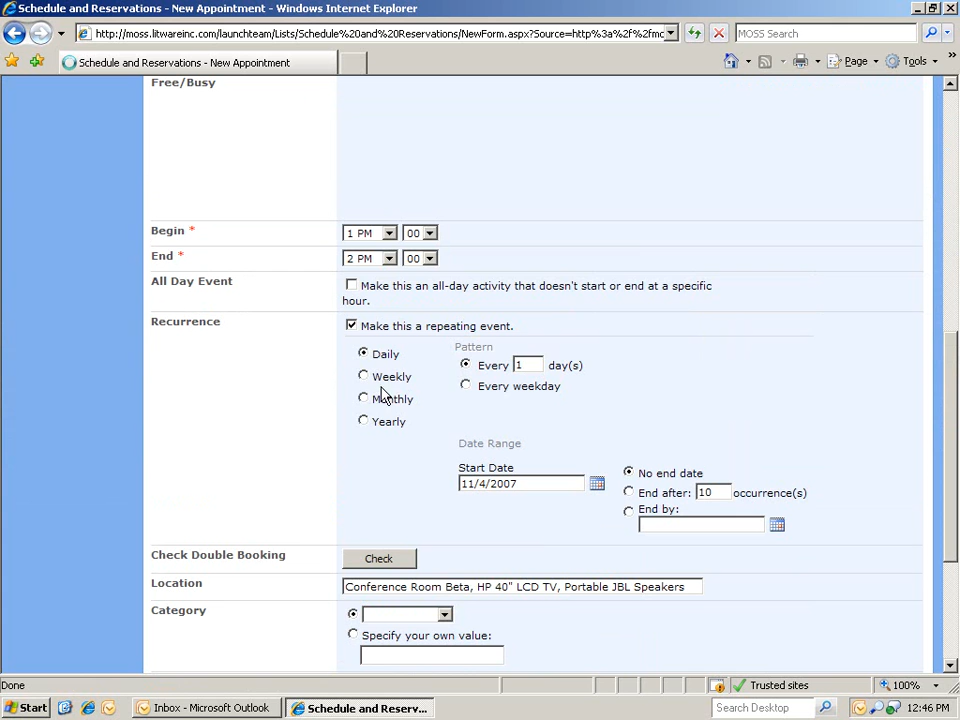 Schedule and Reservations - New Appointment - Windows Internet Explorer
http://moss.litwareinc.com/launchteam/Lists/Schedule%20and%20Reservations/NewForm.aspx?Source=http%3a%2f%2fmc
MOSS Search
Schedule and Reservations - New Appointment
Page
Tools
Free/Busy
Begin *
1 PM 00
End *
2 PM 00
All Day Event
Make this an all-day activity that doesn't start or end at a specific
hour.
Recurrence
Make this a repeating event.
Daily
Weekly
Monthly
Yearly
Pattern
Every 1 day(s)
Every weekday
Date Range
Start Date
11/4/2007
No end date
End after: 10 occurrence(s)
End by:
Check Double Booking
Check
Location
Conference Room Beta, HP 40" LCD TV, Portable JBL Speakers
Category
Specify your own value:
Done
Trusted sites
100%
Start
Inbox - Microsoft Outlook
Schedule and Reserv...
Search Desktop
12:46 PM